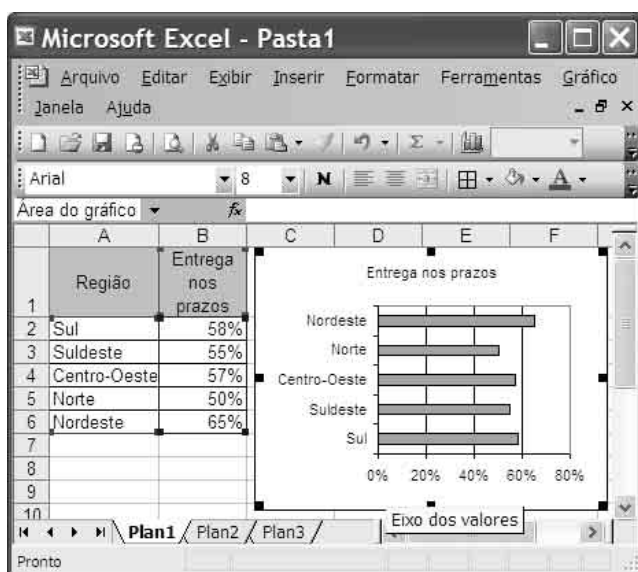 Microsoft Excel - Pasta1
Arquivo Editar Exibir Inserir Formatar Ferramentas Gráfico
Janela Ajuda
Arial 8 N A
Área do gráfico fx
A B C D E F
1 Região Entrega
nos
prazos
2 Sul 58%
3 Suldeste 55%
4 Centro-Oeste 57%
5 Norte 50%
6 Nordeste 65%
7
8
9
10
Entrega nos prazos
Nordeste
Norte
Centro-Oeste
Suldeste
Sul
0% 20% 40% 60% 80%
Eixo dos valores
Plan1 Plan2 Plan3
Pronto